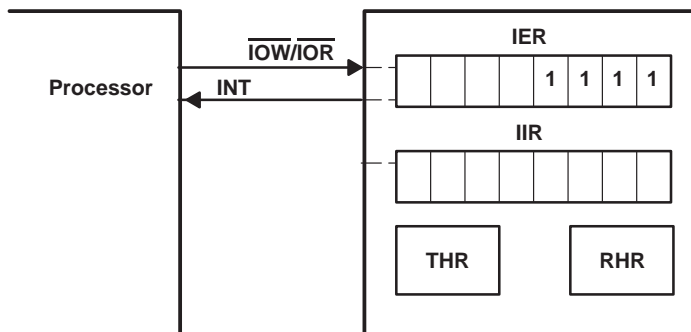 IER
IOW/IOR
1 1 1 1
Processor
INT
IIR
THR
RHR